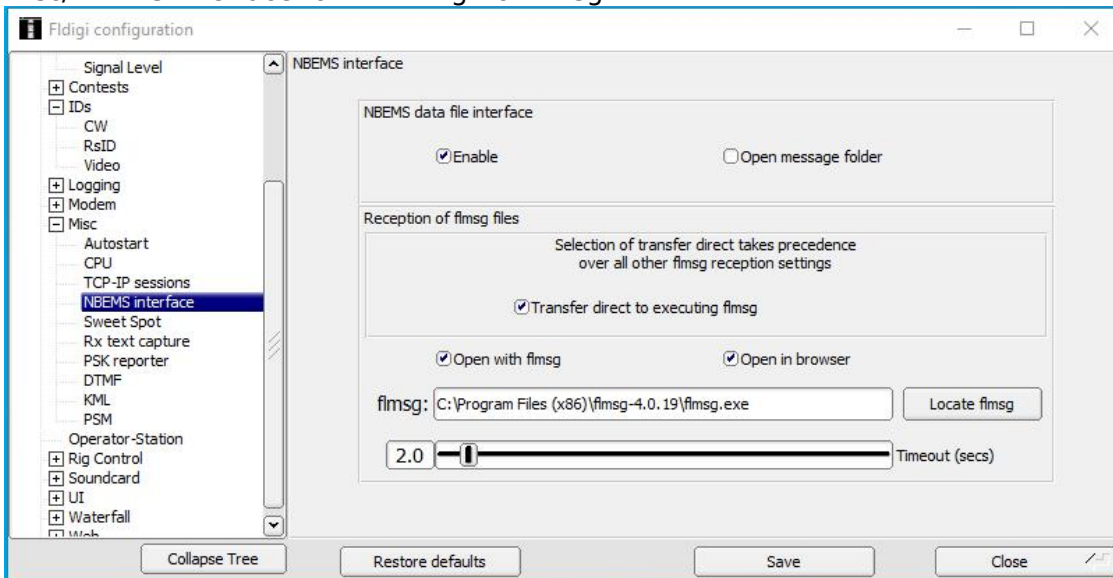 Fldigi configuration
Signal Level
Contests
IDs
CW
RsID
Video
Logging
Modem
Misc
Autostart
CPU
TCP-IP sessions
NBEMS interface
Sweet Spot
Rx text capture
PSK reporter
DTMF
KML
PSM
Operator-Station
Rig Control
Soundcard
UI
Waterfall
Collapse Tree
NBEMS interface
NBEMS data file interface
Enable
Open message folder
Reception of flmsg files
Selection of transfer direct takes precedence
over all other flmsg reception settings
Transfer direct to executing flmsg
Open with flmsg
Open in browser
flmsg: C:\Program Files (x86)\flmsg-4.0.19\flmsg.exe
Locate flmsg
2.0
Timeout (secs)
Restore defaults
Save
Close